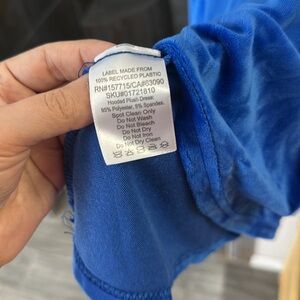 LABEL MADE FROM
100% RECYCLED PLASTIC
RN#157715/CA#63090
SKU#01721810
Hooded Plush Dress:
95% Polyester, 5% Spandex.
Spot Clean Only
Do Not Wash
Do Not Bleach
Do Not Dry
Do Not Iron
Do Not Dry Clean